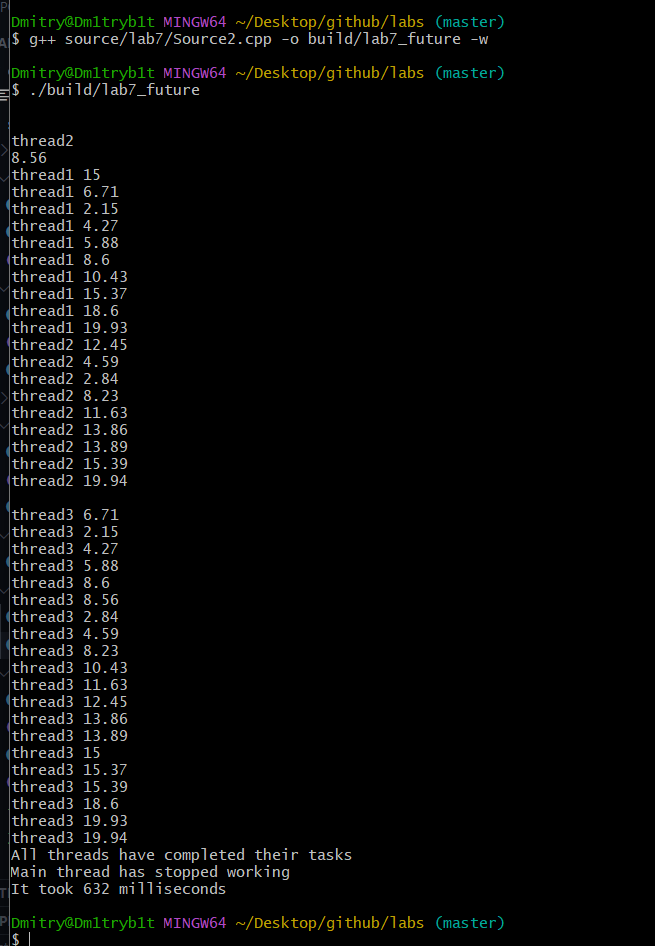 Dmitry@Dm1tryb1t MINGW64 ~/Desktop/github/labs (master)
$ g++ source/lab7/Source2.cpp -o build/lab7_future -w
Dmitry@Dm1tryb1t MINGW64 ~/Desktop/github/labs (master)
$ ./build/lab7_future
thread2
8.56
thread1 15
thread1 6.71
thread1 2.15
thread1 4.27
thread1 5.88
thread1 8.6
thread1 10.43
thread1 15.37
thread1 18.6
thread1 19.93
thread2 12.45
thread2 4.59
thread2 2.84
thread2 8.23
thread2 11.63
thread2 13.86
thread2 13.89
thread2 15.39
thread2 19.94
thread3 6.71
thread3 2.15
thread3 4.27
thread3 5.88
thread3 8.6
thread3 8.56
thread3 2.84
thread3 4.59
thread3 8.23
thread3 10.43
thread3 11.63
thread3 12.45
thread3 13.86
thread3 13.89
thread3 15
thread3 15.37
thread3 15.39
thread3 18.6
thread3 19.93
thread3 19.94
All threads have completed their tasks
Main thread has stopped working
It took 632 milliseconds
Dmitry@Dm1tryb1t MINGW64 ~/Desktop/github/labs (master)
$